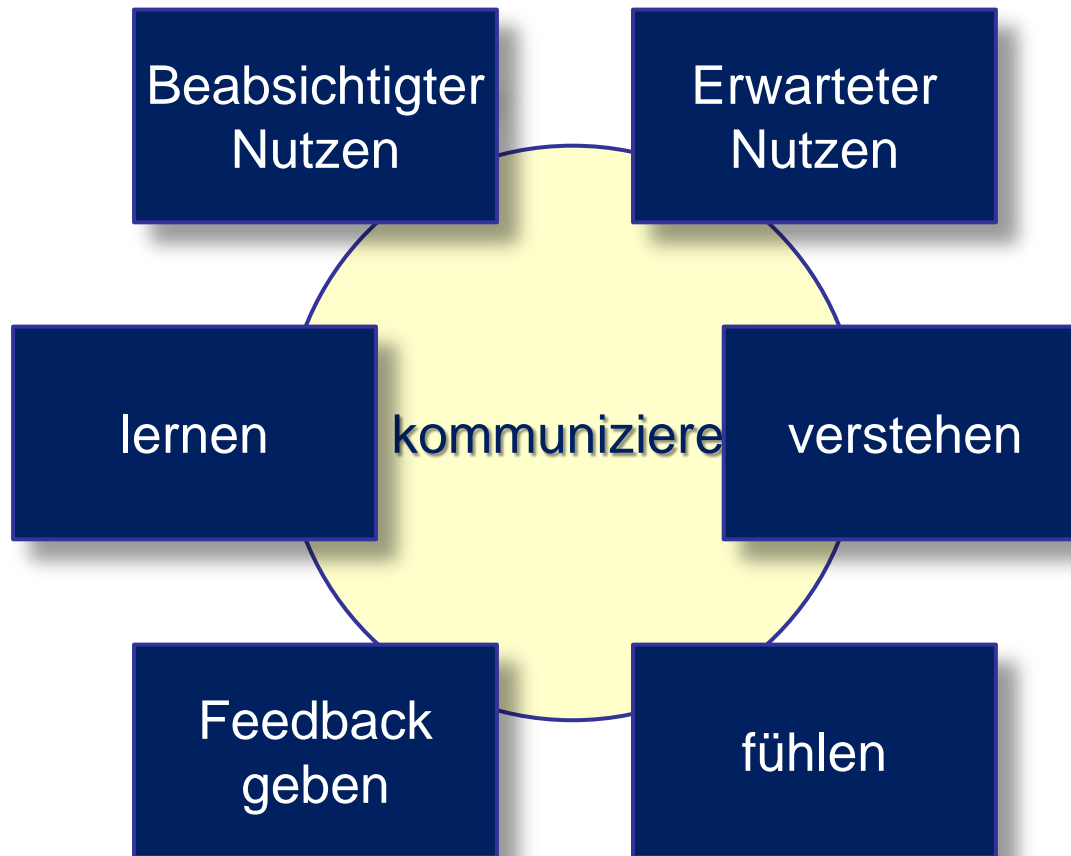 Beabsichtigter
Nutzen
Erwarteter
Nutzen
lernen
kommuniziere
verstehen
Feedback
geben
fühlen